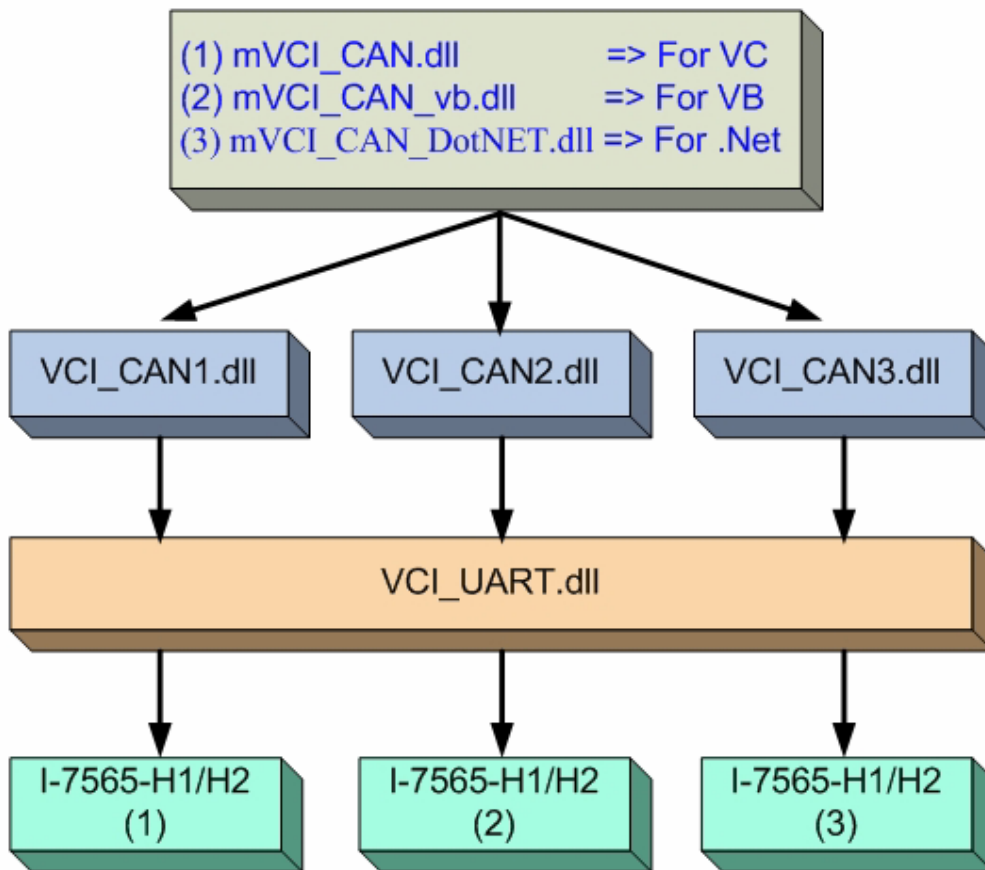 (1) mVCI_CAN.dll => For VC
(2) mVCI_CAN_vb.dll => For VB
(3) mVCI_CAN_DotNET.dll => For .Net
VCI_CAN1.dll
VCI_CAN2.dll
VCI_CAN3.dll
VCI_UART.dll
I-7565-H1/H2
(1)
I-7565-H1/H2
(2)
I-7565-H1/H2
(3)